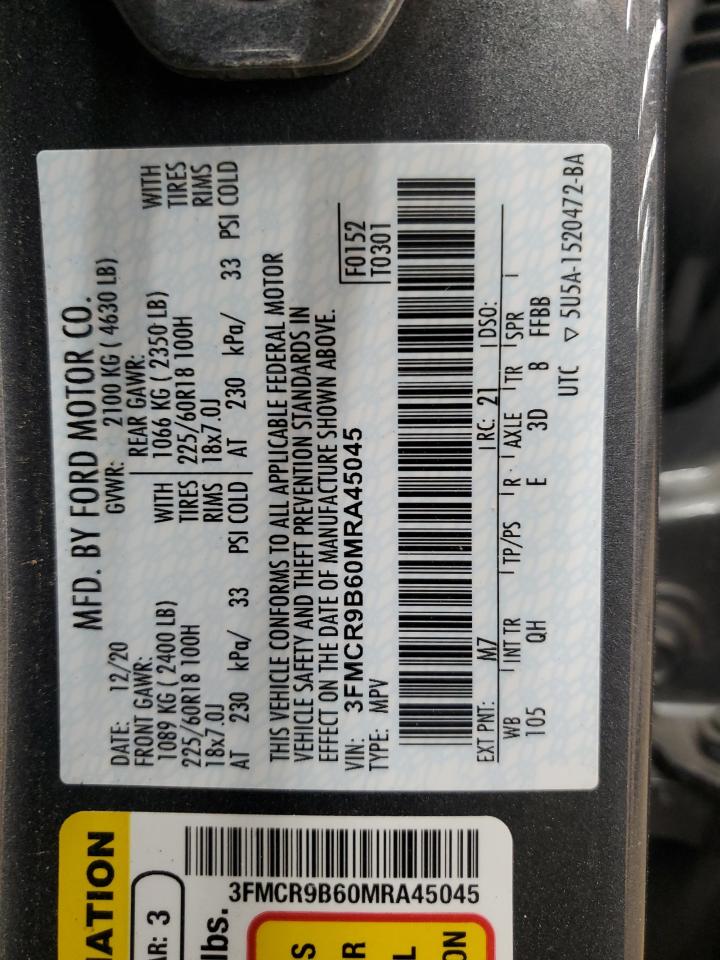 MFD. BY FORD MOTOR CO.
DATE: 12/20 GVWR: 2100 KG ( 4630 LB)
FRONT GAWR: REAR GAWR:
1089 KG ( 2400 LB) WITH 1066 KG ( 2350 LB) WITH
225/60R18 100H TIRES 225/60R18 100H TIRES
18x7.0J RIMS 18x7.0J RIMS
AT 230 kPa/ 33 PSI COLD AT 230 kPa/ 33 PSI COLD
THIS VEHICLE CONFORMS TO ALL APPLICABLE FEDERAL MOTOR
VEHICLE SAFETY AND THEFT PREVENTION STANDARDS IN
EFFECT ON THE DATE OF MANUFACTURE SHOWN ABOVE.
VIN: 3FMCR9B60MRA45045 F0152
TYPE: MPV T0301
EXT PNT: M7 RC: 21 DSO:
WB INT TR TP/PS R AXLE TR SPR
105 QH E 3D 8 FFBB
UTC ▽ 5U5A-1520472-BA
MATION
AR: 3
3FMCR9B60MRA45045
lbs.
S
R
L
ON